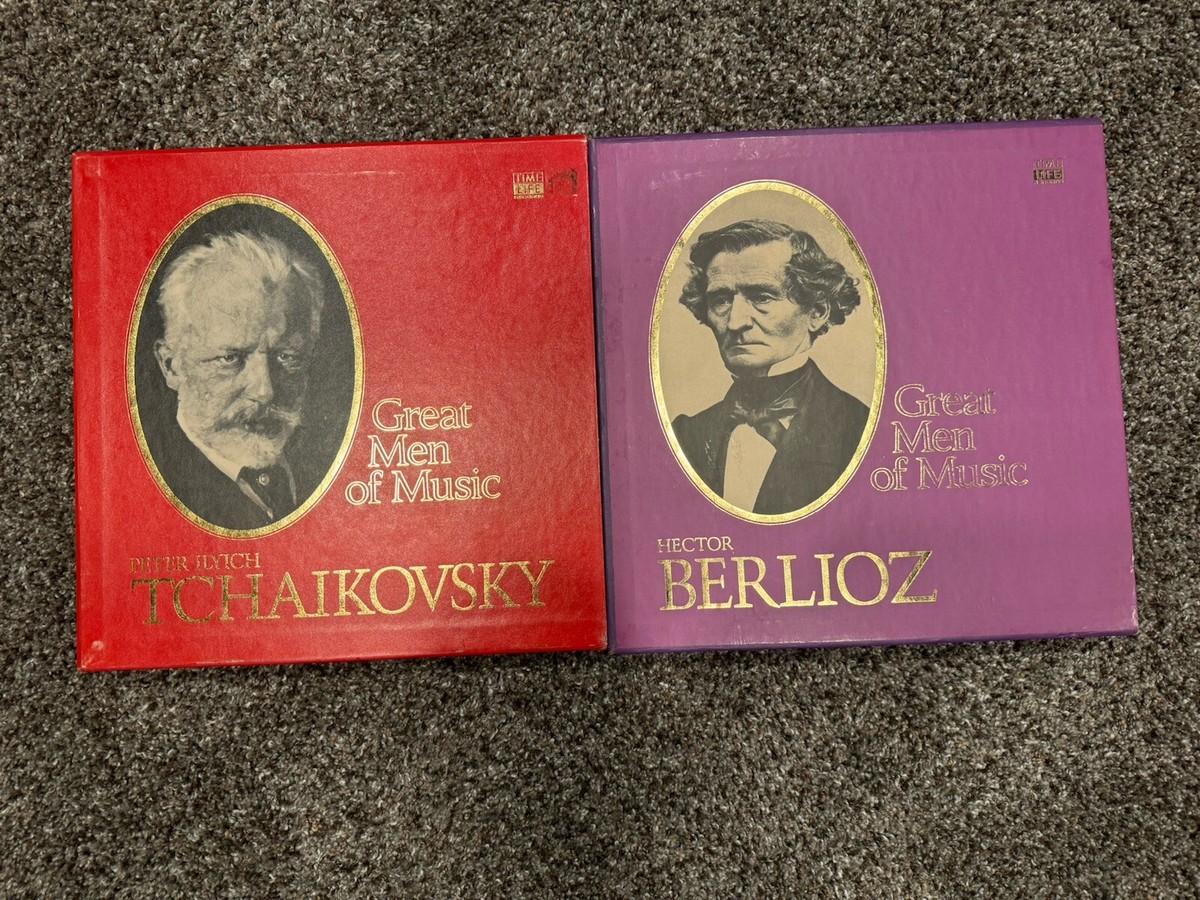 TIME
LIFE
Great
Men
of Music
PETER ILYICH
TCHAIKOVSKY
TIME
LIFE
Great
Men
of Music
HECTOR
BERLIOZ